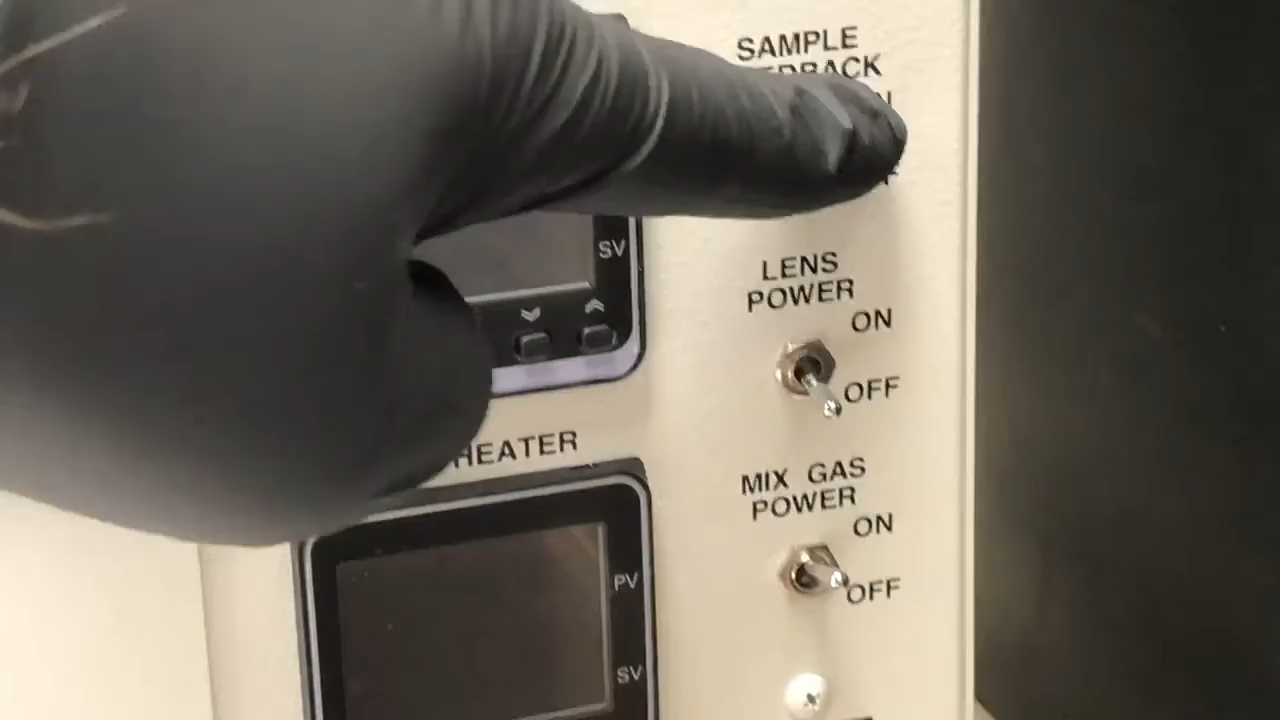 SAMPLE
SV
LENS
POWER
ON
OFF
HEATER
MIX GAS
POWER
ON
PV
OFF
SV